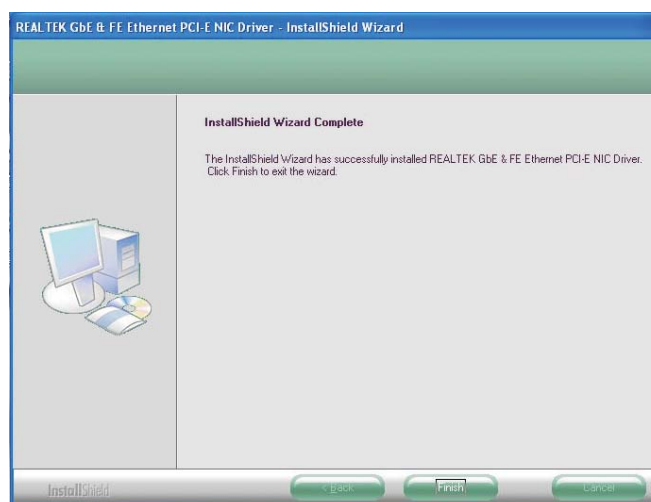 REALTEK GbE & FE Ethernet PCI-E NIC Driver - InstallShield Wizard
InstallShield Wizard Complete
The InstallShield Wizard has successfully installed REALTEK GbE & FE Ethernet PCI-E NIC Driver.
Click Finish to exit the wizard.
InstallShield
< Back
Finish
Cancel